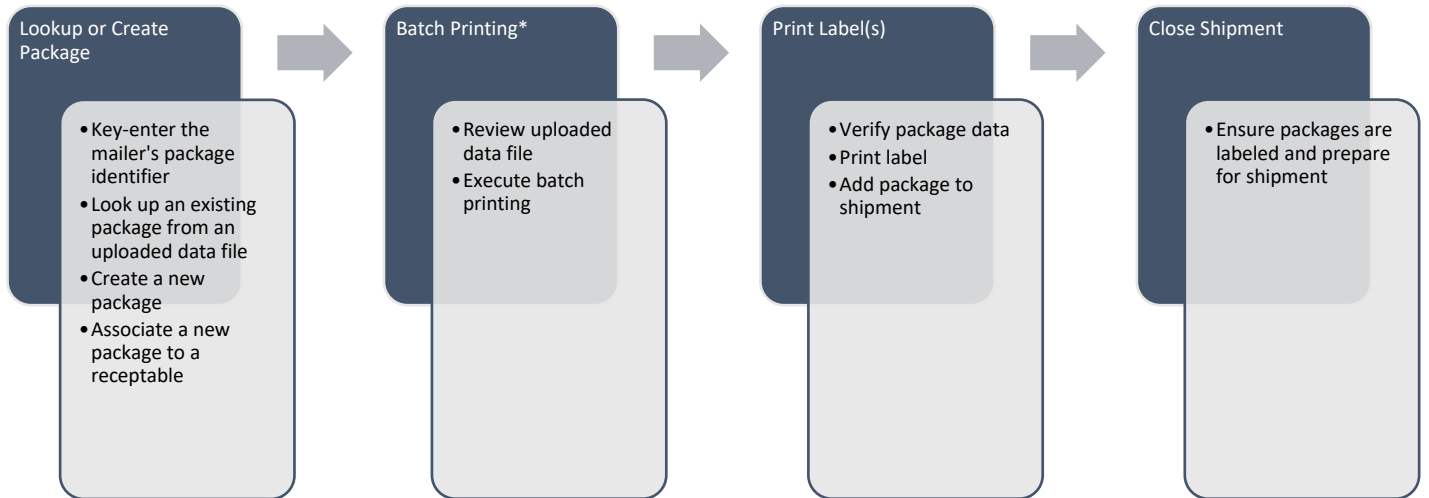 Lookup or Create
Package
• Key-enter the
mailer's package
identifier
• Look up an existing
package from an
uploaded data file
• Create a new
package
• Associate a new
package to a
receptable
Batch Printing*
• Review uploaded
data file
• Execute batch
printing
Print Label(s)
• Verify package data
• Print label
• Add package to
shipment
Close Shipment
• Ensure packages are
labeled and prepare
for shipment